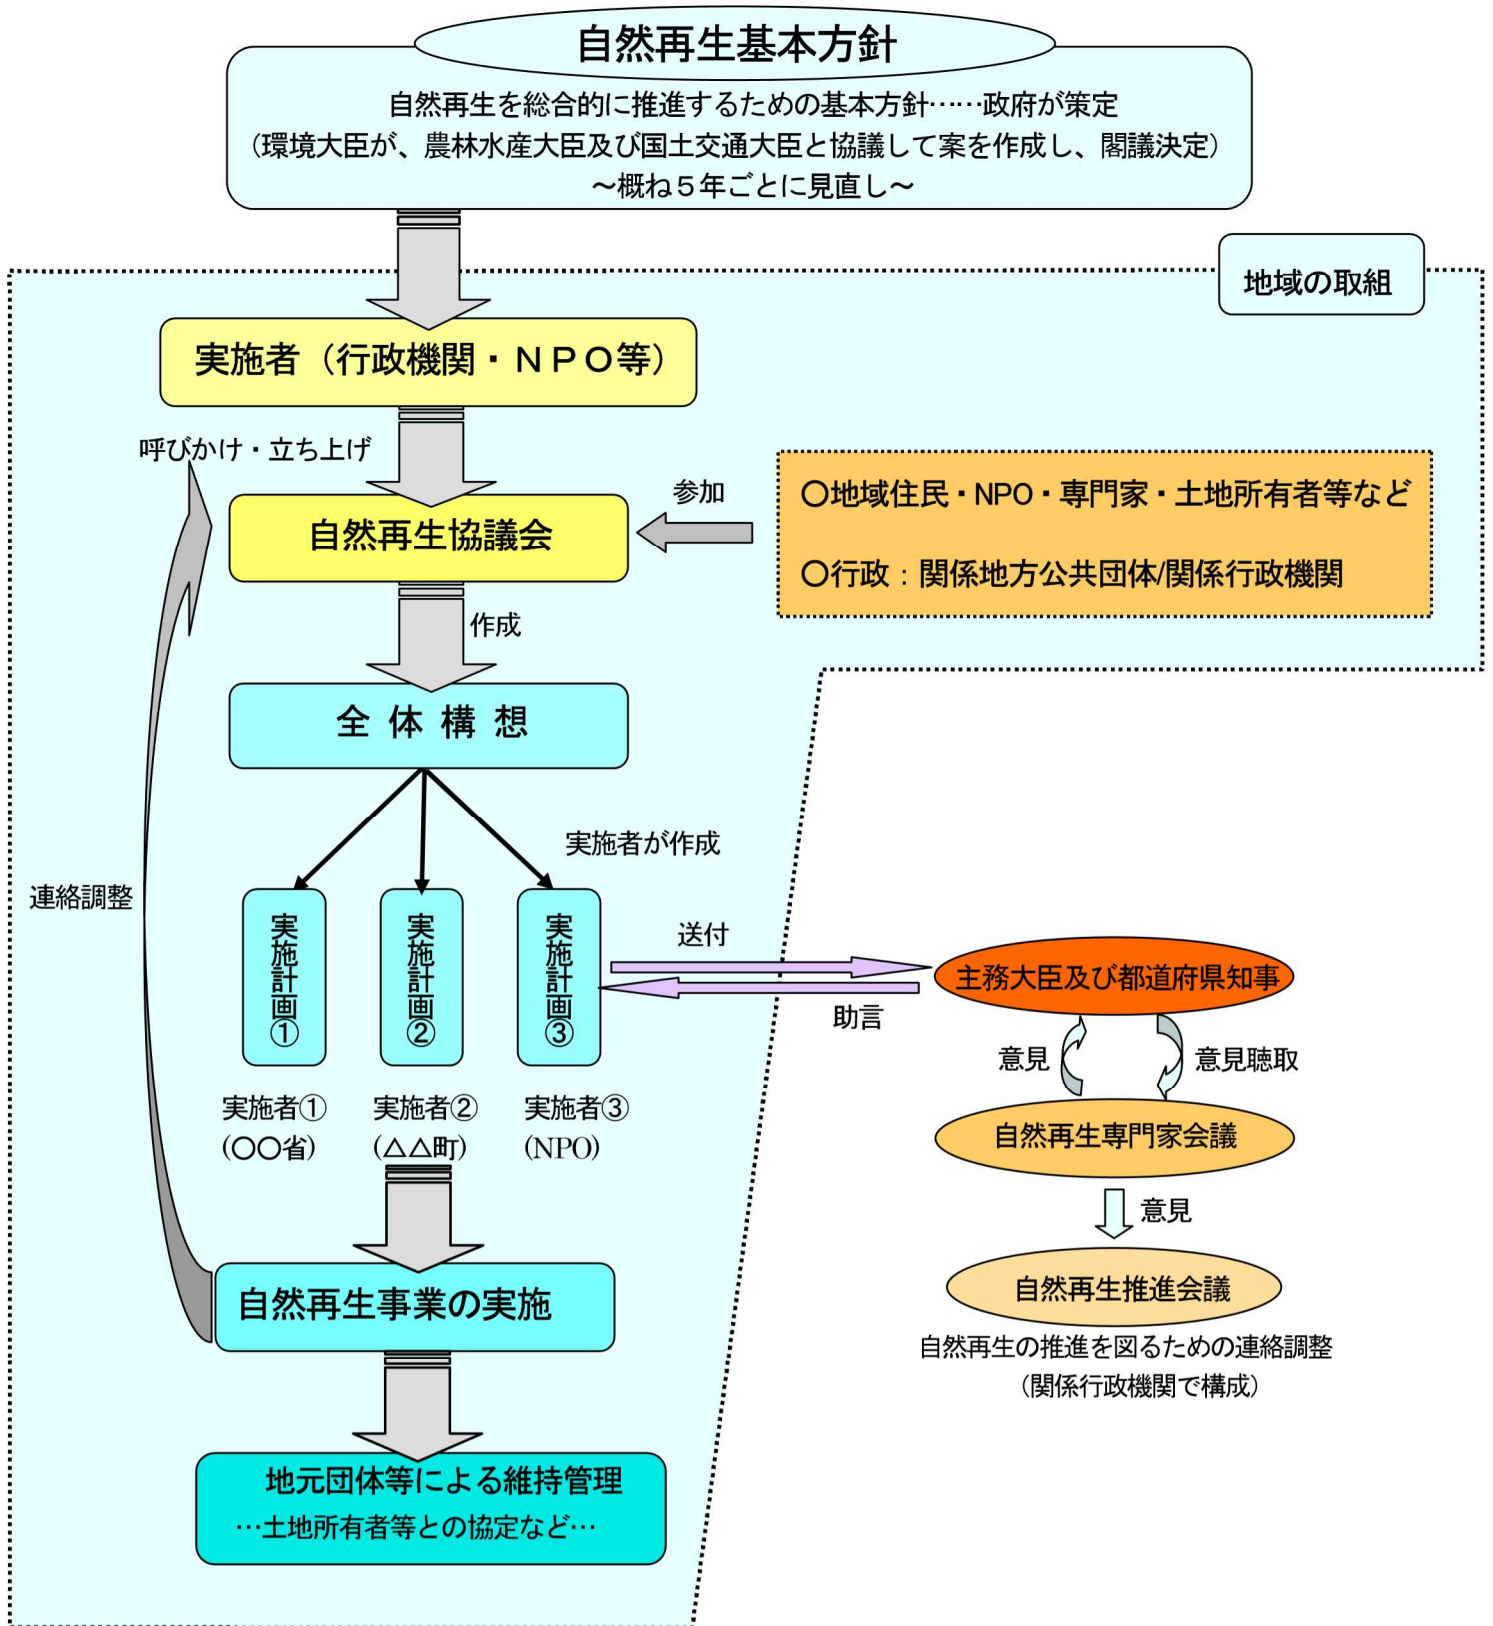 自然再生基本方針
自然再生を総合的に推進するための基本方針……政府が策定
（環境大臣が、農林水産大臣及び国土交通大臣と協議して案を作成し、閣議決定）
～概ね５年ごとに見直し～
地域の取組
実施者（行政機関・ＮＰＯ等）
呼びかけ・立ち上げ
自然再生協議会
参加
〇地域住民・NPO・専門家・土地所有者等など
〇行政：関係地方公共団体/関係行政機関
作成
全体構想
実施者が作成
連絡調整
実施計画①
実施計画②
実施計画③
送付
助言
主務大臣及び都道府県知事
意見
意見聴取
自然再生専門家会議
意見
自然再生推進会議
自然再生の推進を図るための連絡調整
（関係行政機関で構成）
実施者①
(〇〇省)
実施者②
(△△町)
実施者③
(NPO)
自然再生事業の実施
地元団体等による維持管理
…土地所有者等との協定など…